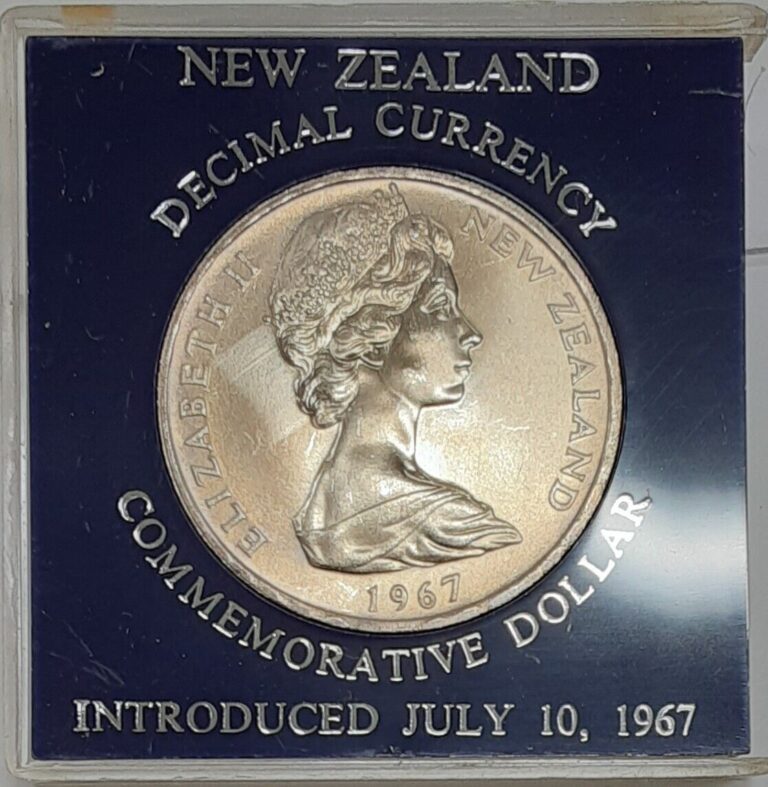 NEW ZEALAND
DECIMAL CURRENCY
ELIZABETH II
NEW ZEALAND
1967
COMMEMORATIVE DOLLAR
INTRODUCED JULY 10, 1967